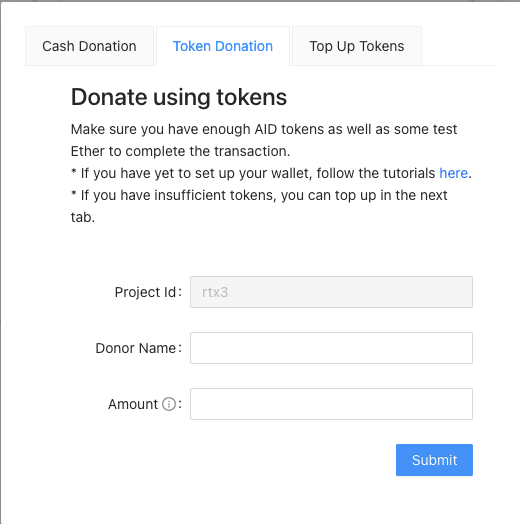 Cash Donation
Token Donation
Top Up Tokens
Donate using tokens
Make sure you have enough AID tokens as well as some test
Ether to complete the transaction.
* If you have yet to set up your wallet, follow the tutorials here.
* If you have insufficient tokens, you can top up in the next
tab.
Project Id: rtx3
Donor Name:
Amount ⓘ:
Submit